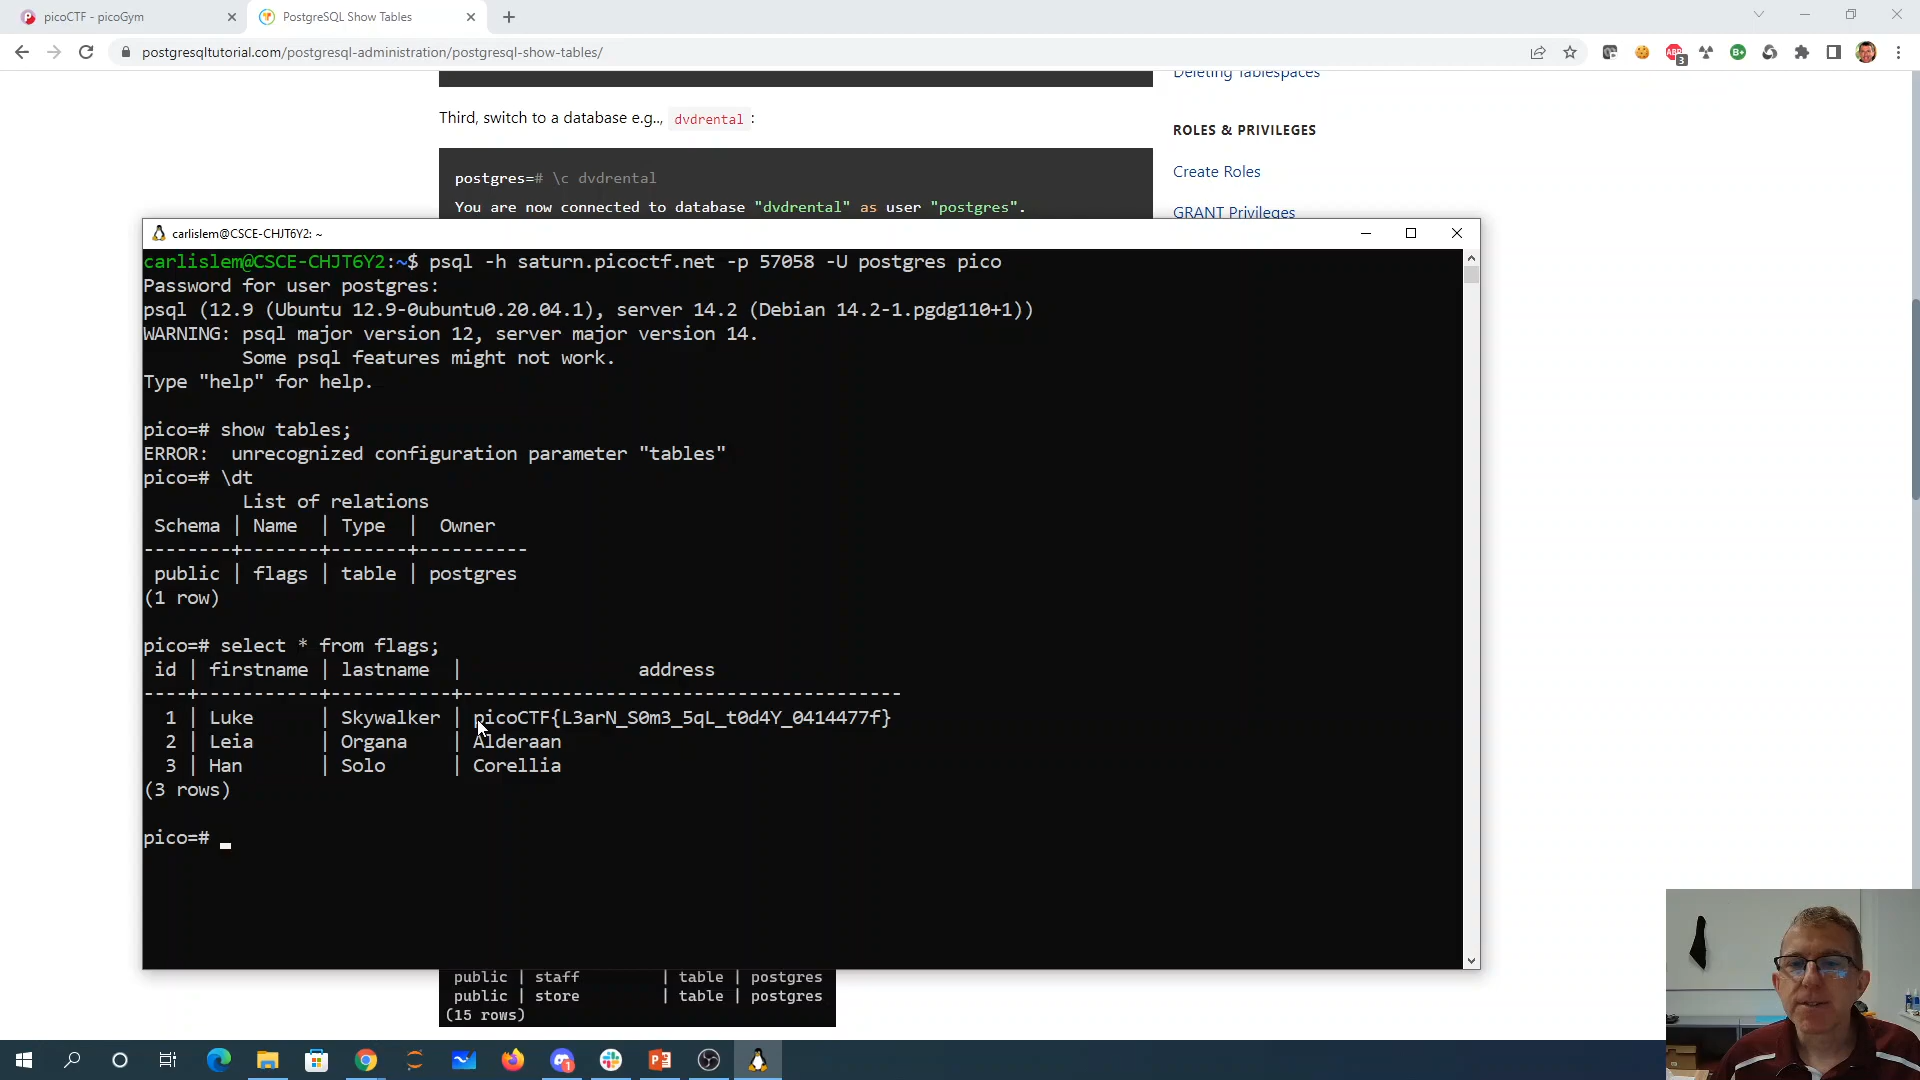 picoCTF - picoGym
PostgreSQL Show Tables
postgresqltutorial.com/postgresql-administration/postgresql-show-tables/
ABP
3
B+
Deleting Tablespaces
Third, switch to a database e.g., dvdrental :
ROLES & PRIVILEGES
postgres=# \c dvdrental
You are now connected to database "dvdrental" as user "postgres".
Create Roles
GRANT Privileges
carlislem@CSCE-CHJT6Y2: ~
carlislem@CSCE-CHJT6Y2:~$ psql -h saturn.picoctf.net -p 57058 -U postgres pico
Password for user postgres:
psql (12.9 (Ubuntu 12.9-0ubuntu0.20.04.1), server 14.2 (Debian 14.2-1.pgdg110+1))
WARNING: psql major version 12, server major version 14.
Some psql features might not work.
Type "help" for help.
pico=# show tables;
ERROR:  unrecognized configuration parameter "tables"
pico=# \dt
List of relations
Schema | Name  | Type  |  Owner
--------+-------+-------+----------
public | flags | table | postgres
(1 row)
pico=# select * from flags;
id | firstname | lastname  |                address
----+-----------+-----------+----------------------------------------
1 | Luke      | Skywalker | picoCTF{L3arN_S0m3_5qL_t0d4Y_0414477f}
2 | Leia      | Organa    | Alderaan
3 | Han       | Solo      | Corellia
(3 rows)
pico=#
public | staff | table | postgres
public | store | table | postgres
(15 rows)